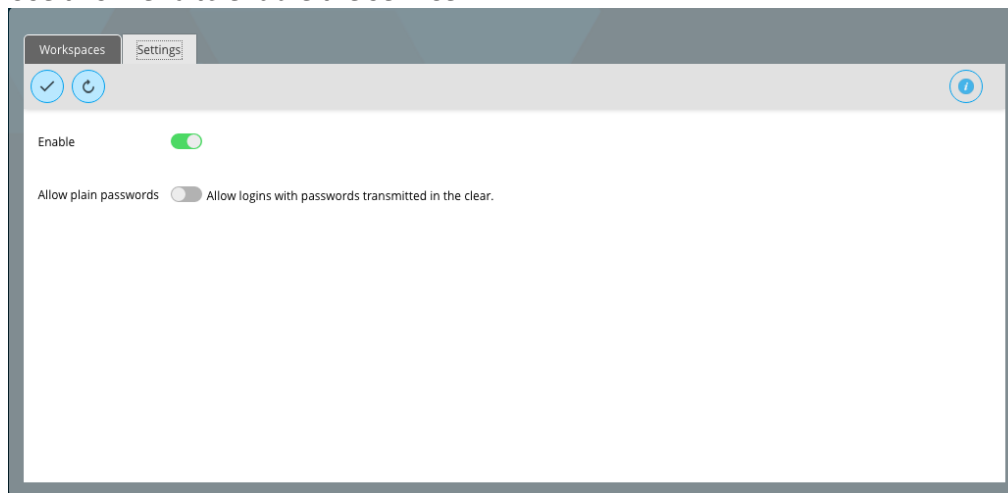 Workspaces
Settings
Enable
Allow plain passwords
Allow logins with passwords transmitted in the clear.